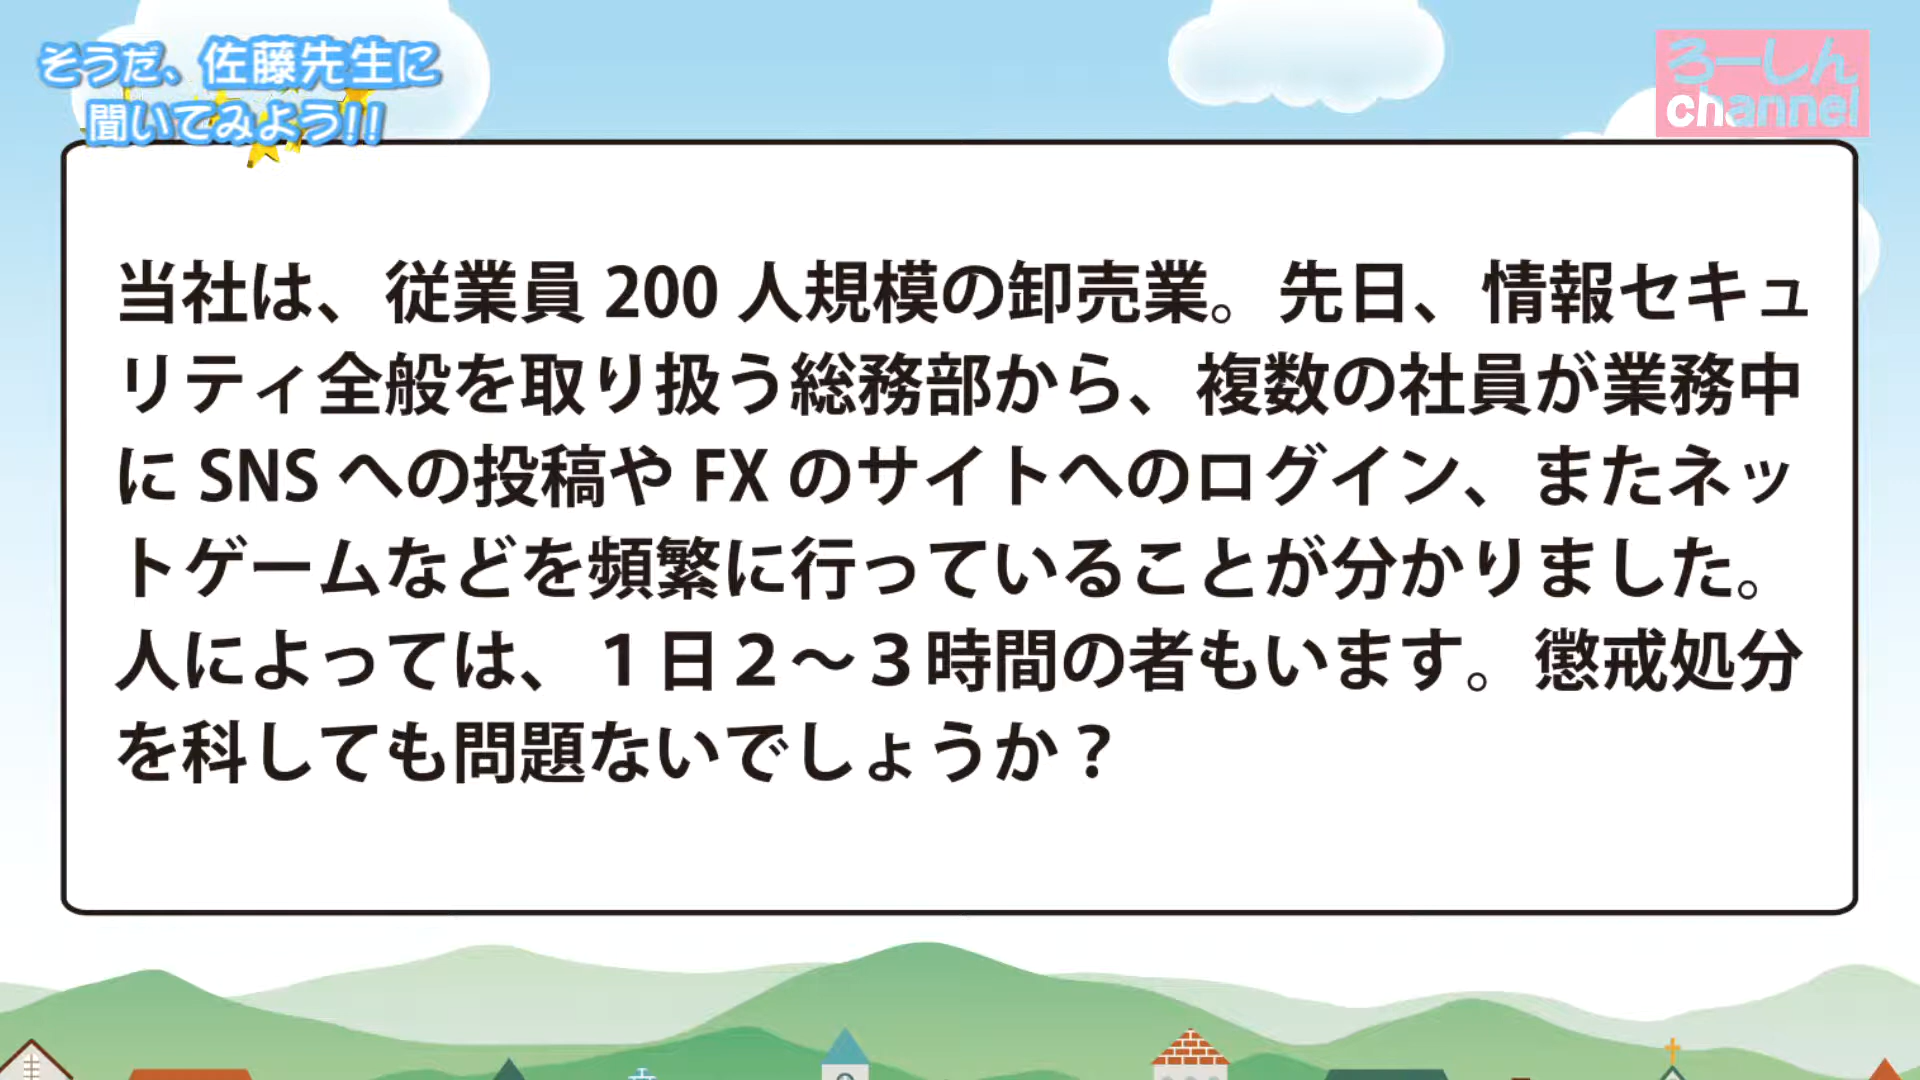 そうだ、佐藤先生に
聞いてみよう!!
ろーしん
channel
当社は、従業員 200 人規模の卸売業。先日、情報セキュ
リティ全般を取り扱う総務部から、複数の社員が業務中
に SNS への投稿や FX のサイトへのログイン、またネッ
トゲームなどを頻繁に行っていることが分かりました。
人によっては、１日２〜３時間の者もいます。懲戒処分
を科しても問題ないでしょうか？